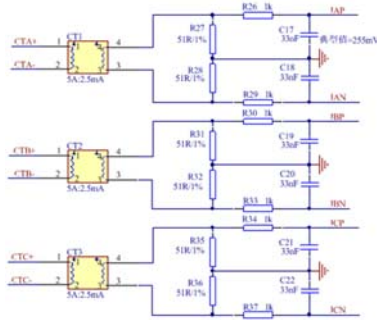 R26 1k
IAP
CT1
R27
51R/1%
C17
33nF
典型值=255mV
CTA+
1
4
CTA-
2
3
R28
51R/1%
C18
33nF
5A:2.5mA
R29 1k
IAN
R30 1k
IBP
CT2
R31
51R/1%
C19
33nF
CTB+
1
4
CTB-
2
3
R32
51R/1%
C20
33nF
5A:2.5mA
R33 1k
IBN
R34 1k
ICP
CT3
R35
51R/1%
C21
33nF
CTC+
1
4
CTC-
2
3
R36
51R/1%
C22
33nF
5A:2.5mA
R37 1k
ICN